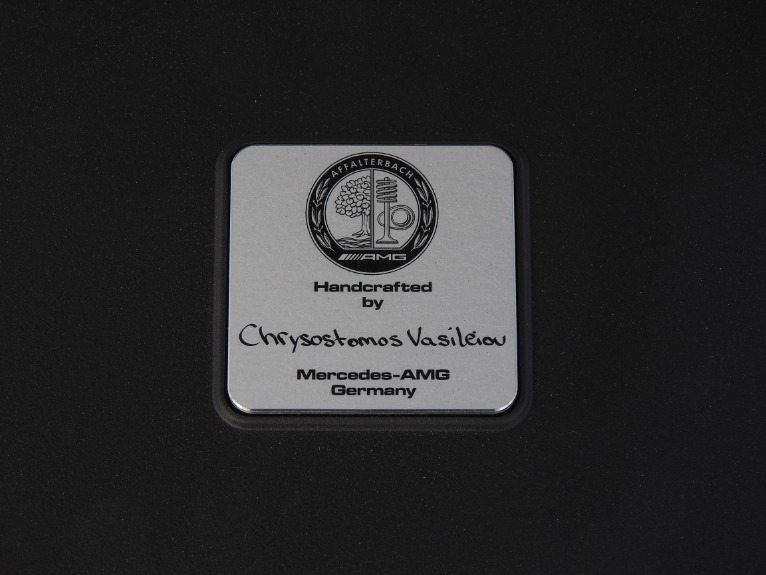 AFFALTERBACH
AMG
Handcrafted
by
Chrysostomos Vasileiou
Mercedes-AMG
Germany